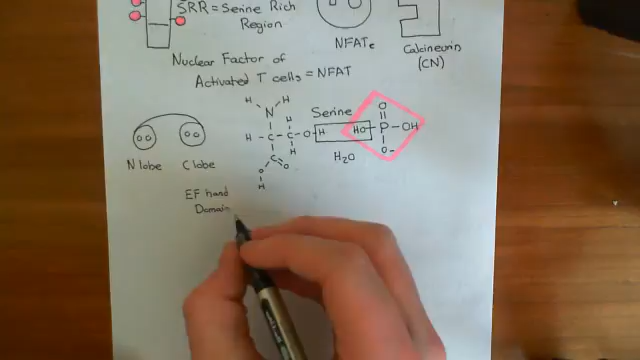 SRR = Serine Rich
Region
NFATc
Calcineurin
(CN)
Nuclear Factor of
Activated T cells = NFAT
N lobe
C lobe
EF hand
Domain
Serine
H H
N
H
H - C - C - O - H
H
C
O
O
H
H2O
O
HO - P - OH
O-